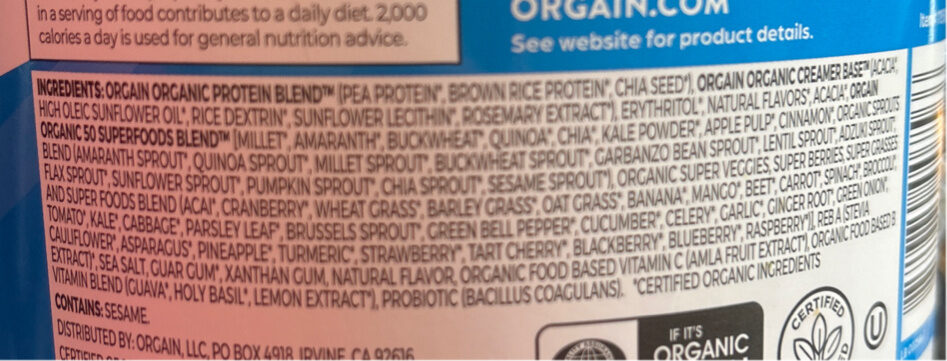 in a serving of food contributes to a daily diet. 2,000
calories a day is used for general nutrition advice.
ORGAIN.COM
See website for product details.
INGREDIENTS: ORGAIN ORGANIC PROTEIN BLEND™ (PEA PROTEIN*, BROWN RICE PROTEIN*, CHIA SEED*), ORGAIN ORGANIC CREAMER BASE™ (ACACIA*,
HIGH OLEIC SUNFLOWER OIL*, RICE DEXTRIN*, SUNFLOWER LECITHIN*, ROSEMARY EXTRACT*), ERYTHRITOL*, NATURAL FLAVORS*, ACACIA*, ORGAIN
ORGANIC 50 SUPERFOODS BLEND™ [MILLET*, AMARANTH*, BUCKWHEAT*, QUINOA*, CHIA*, KALE POWDER*, APPLE PULP*, CINNAMON*, ORGANIC SPROUTS
BLEND (AMARANTH SPROUT*, QUINOA SPROUT*, MILLET SPROUT*, BUCKWHEAT SPROUT*, GARBANZO BEAN SPROUT*, LENTIL SPROUT*, ADZUKI SPROUT*,
FLAX SPROUT*, SUNFLOWER SPROUT*, PUMPKIN SPROUT*, CHIA SPROUT*, SESAME SPROUT*), ORGANIC SUPER VEGGIES, SUPER BERRIES, SUPER GRASSES
AND SUPER FOODS BLEND (ACAI*, CRANBERRY*, WHEAT GRASS*, BARLEY GRASS*, OAT GRASS*, BANANA*, MANGO*, BEET*, CARROT*, SPINACH*, BROCCOLI*,
TOMATO*, KALE*, CABBAGE*, PARSLEY LEAF*, BRUSSELS SPROUT*, GREEN BELL PEPPER*, CUCUMBER*, CELERY*, GARLIC*, GINGER ROOT*, GREEN ONION*,
CAULIFLOWER*, ASPARAGUS*, PINEAPPLE*, TURMERIC*, STRAWBERRY*, TART CHERRY*, BLACKBERRY*, BLUEBERRY*, RASPBERRY*)], REB A (STEVIA
EXTRACT)*, SEA SALT, GUAR GUM*, XANTHAN GUM, NATURAL FLAVOR, ORGANIC FOOD BASED VITAMIN C (AMLA FRUIT EXTRACT*), ORGANIC FOOD BASED B
VITAMIN BLEND (GUAVA*, HOLY BASIL*, LEMON EXTRACT*), PROBIOTIC (BACILLUS COAGULANS). *CERTIFIED ORGANIC INGREDIENTS
CONTAINS: SESAME.
DISTRIBUTED BY: ORGAIN, LLC, PO BOX 4918, IRVINE, CA 92616
IF IT'S
ORGANIC
CERTIFIED
U